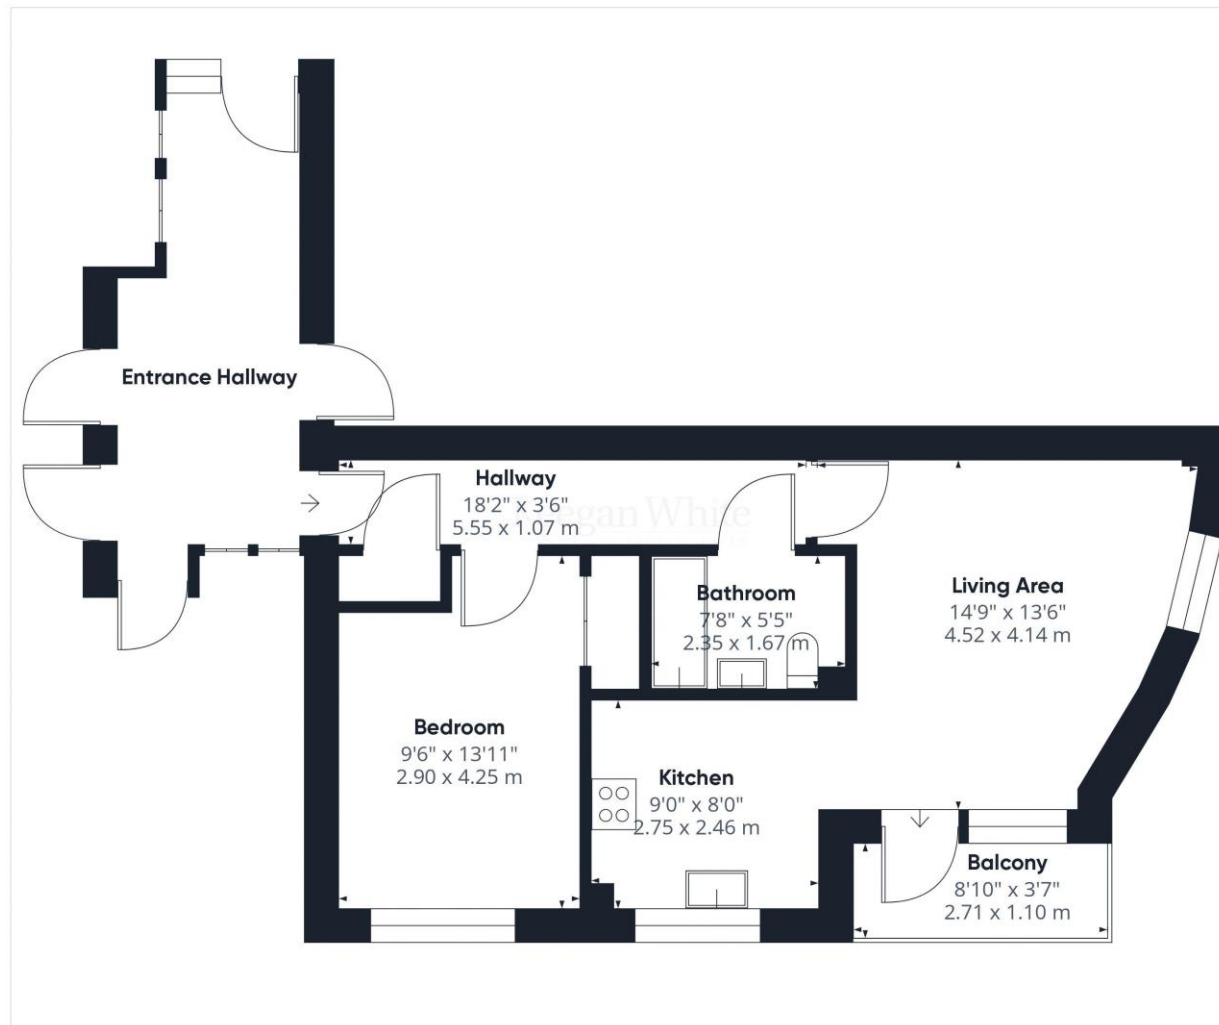 Entrance Hallway
Hallway
18'2" x 3'6"
5.55 x 1.07 m
Bathroom
7'8" x 5'5"
2.35 x 1.67 m
Living Area
14'9" x 13'6"
4.52 x 4.14 m
Bedroom
9'6" x 13'11"
2.90 x 4.25 m
Kitchen
9'0" x 8'0"
2.75 x 2.46 m
Balcony
8'10" x 3'7"
2.71 x 1.10 m
White